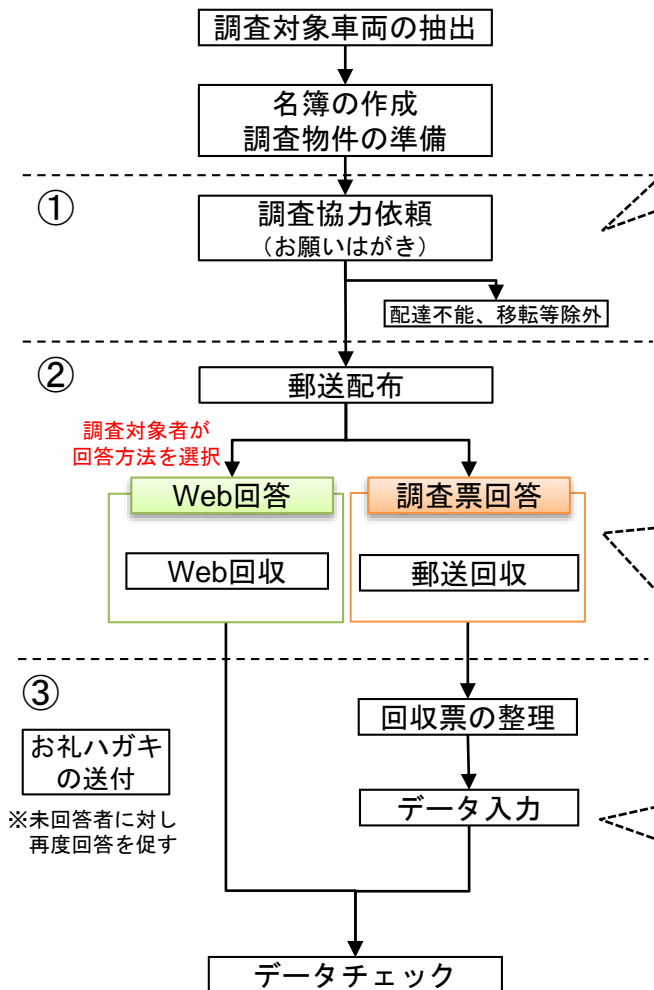 調査対象車両の抽出
名簿の作成
調査物件の準備
①
調査協力依頼
（お願いはがき）
配達不能、移転等除外
②
郵送配布
調査対象者が
回答方法を選択
Web回答
調査票回答
Web回収
郵送回収
③
回収票の整理
お礼ハガキ
の送付
データ入力
※未回答者に対し
再度回答を促す
データチェック